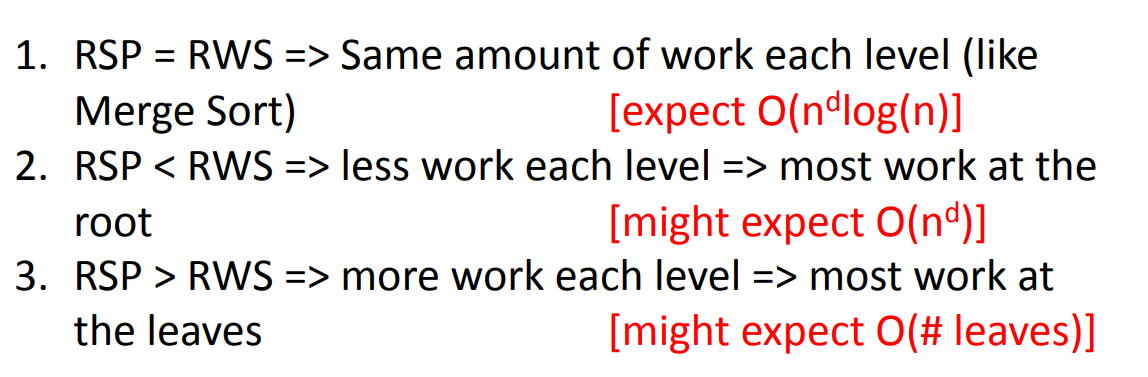 1. RSP = RWS => Same amount of work each level (like
Merge Sort) [expect O(nᵈlog(n)]
2. RSP < RWS => less work each level => most work at the
root [might expect O(nᵈ)]
3. RSP > RWS => more work each level => most work at
the leaves [might expect O(# leaves)]